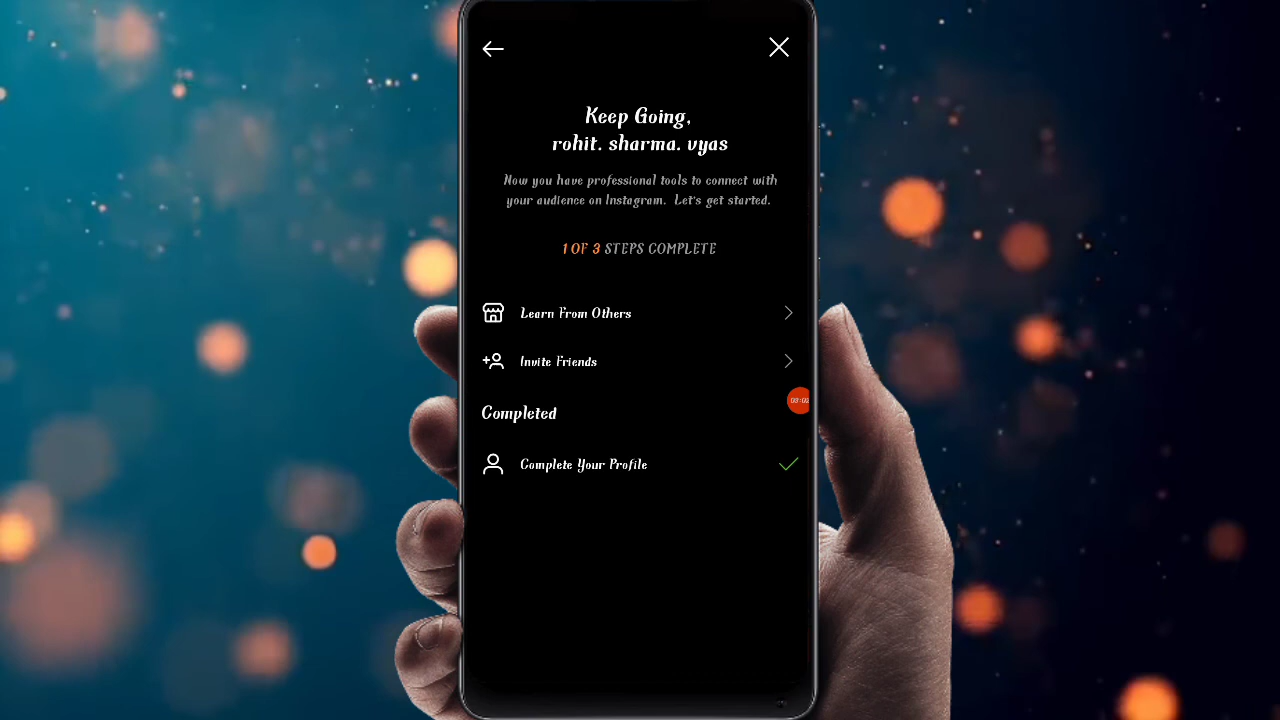 Keep Going,
rohit. sharma. vyas
Now you have professional tools to connect with
your audience on Instagram. Let's get started.
1 OF 3 STEPS COMPLETE
Learn From Others
Invite Friends
Completed
Complete Your Profile